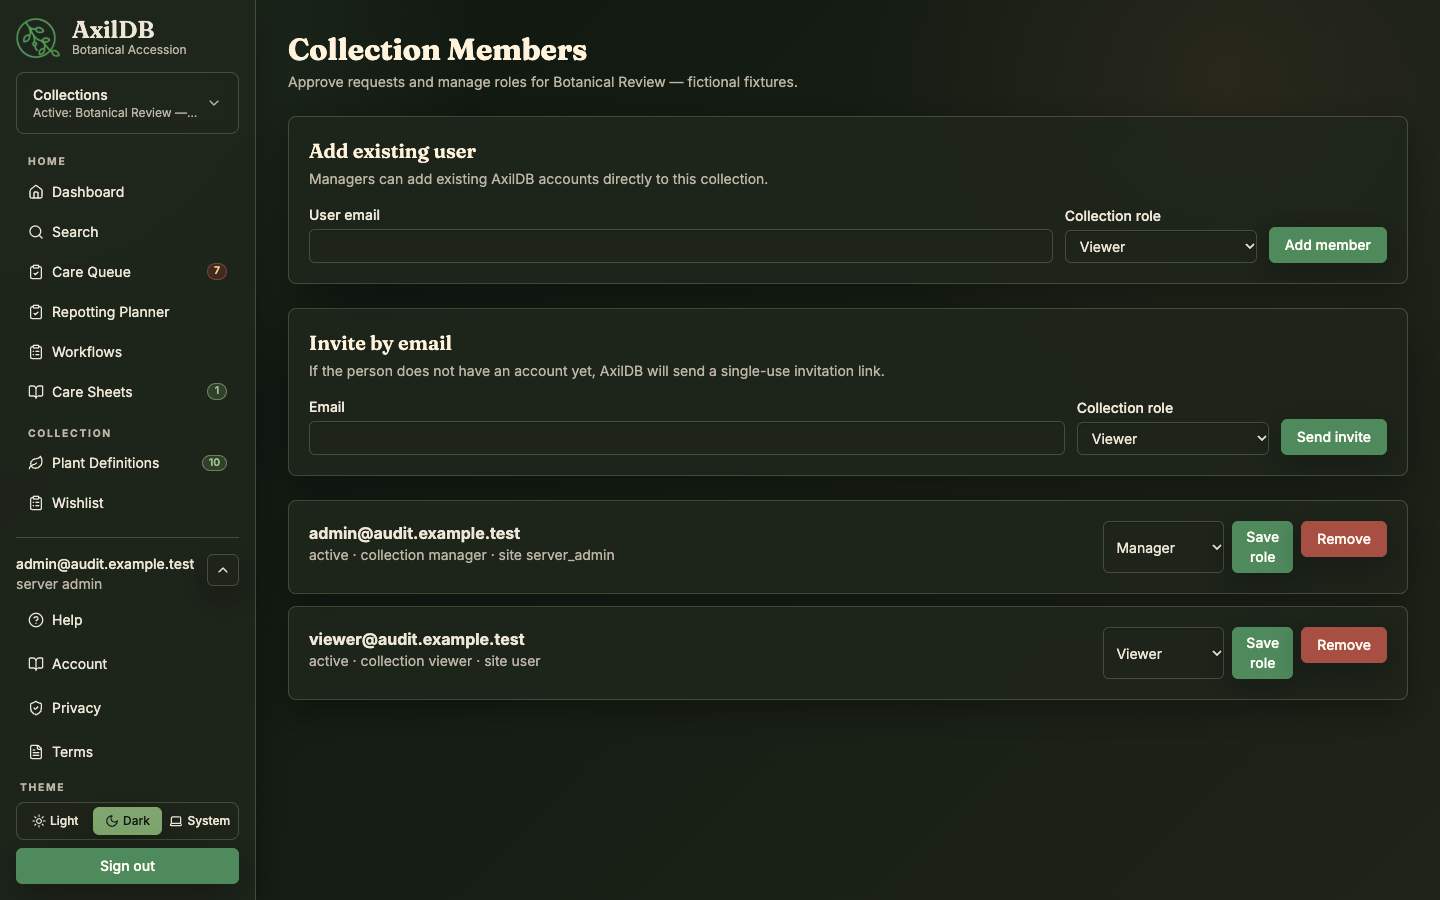 AxilDB
Botanical Accession
Collections
Active: Botanical Review —...
HOME
Dashboard
Search
Care Queue 7
Repotting Planner
Workflows
Care Sheets 1
COLLECTION
Plant Definitions 10
Wishlist
admin@audit.example.test
server admin
Help
Account
Privacy
Terms
THEME
Light Dark System
Sign out
Collection Members
Approve requests and manage roles for Botanical Review — fictional fixtures.
Add existing user
Managers can add existing AxilDB accounts directly to this collection.
User email Collection role
Viewer Add member
Invite by email
If the person does not have an account yet, AxilDB will send a single-use invitation link.
Email Collection role
Viewer Send invite
admin@audit.example.test
active · collection manager · site server_admin
Manager
Save
role
Remove
viewer@audit.example.test
active · collection viewer · site user
Viewer
Save
role
Remove